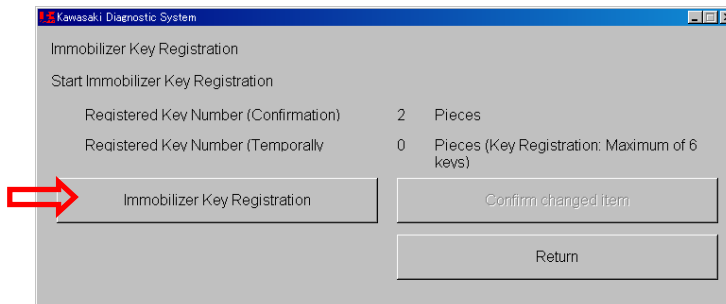 Kawasaki Diagnostic System
Immobilizer Key Registration
Start Immobilizer Key Registration
Registered Key Number (Confirmation) 2 Pieces
Registered Key Number (Temporally 0 Pieces (Key Registration: Maximum of 6
keys)
Immobilizer Key Registration Confirm changed item
Return